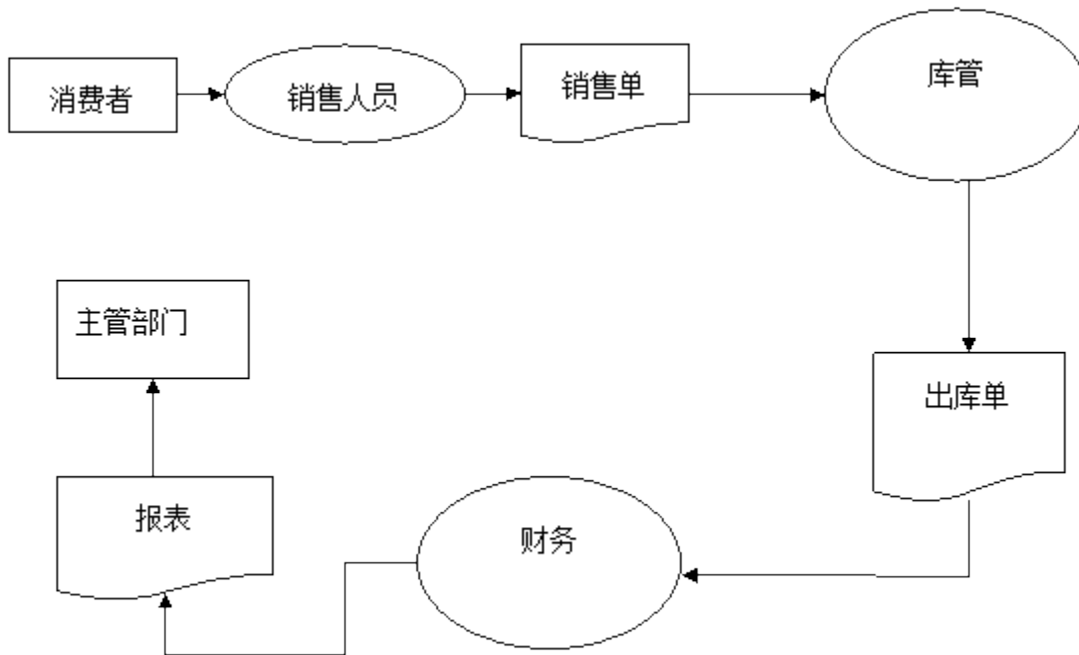 消费者
销售人员
销售单
库管
出库单
财务
报表
主管部门